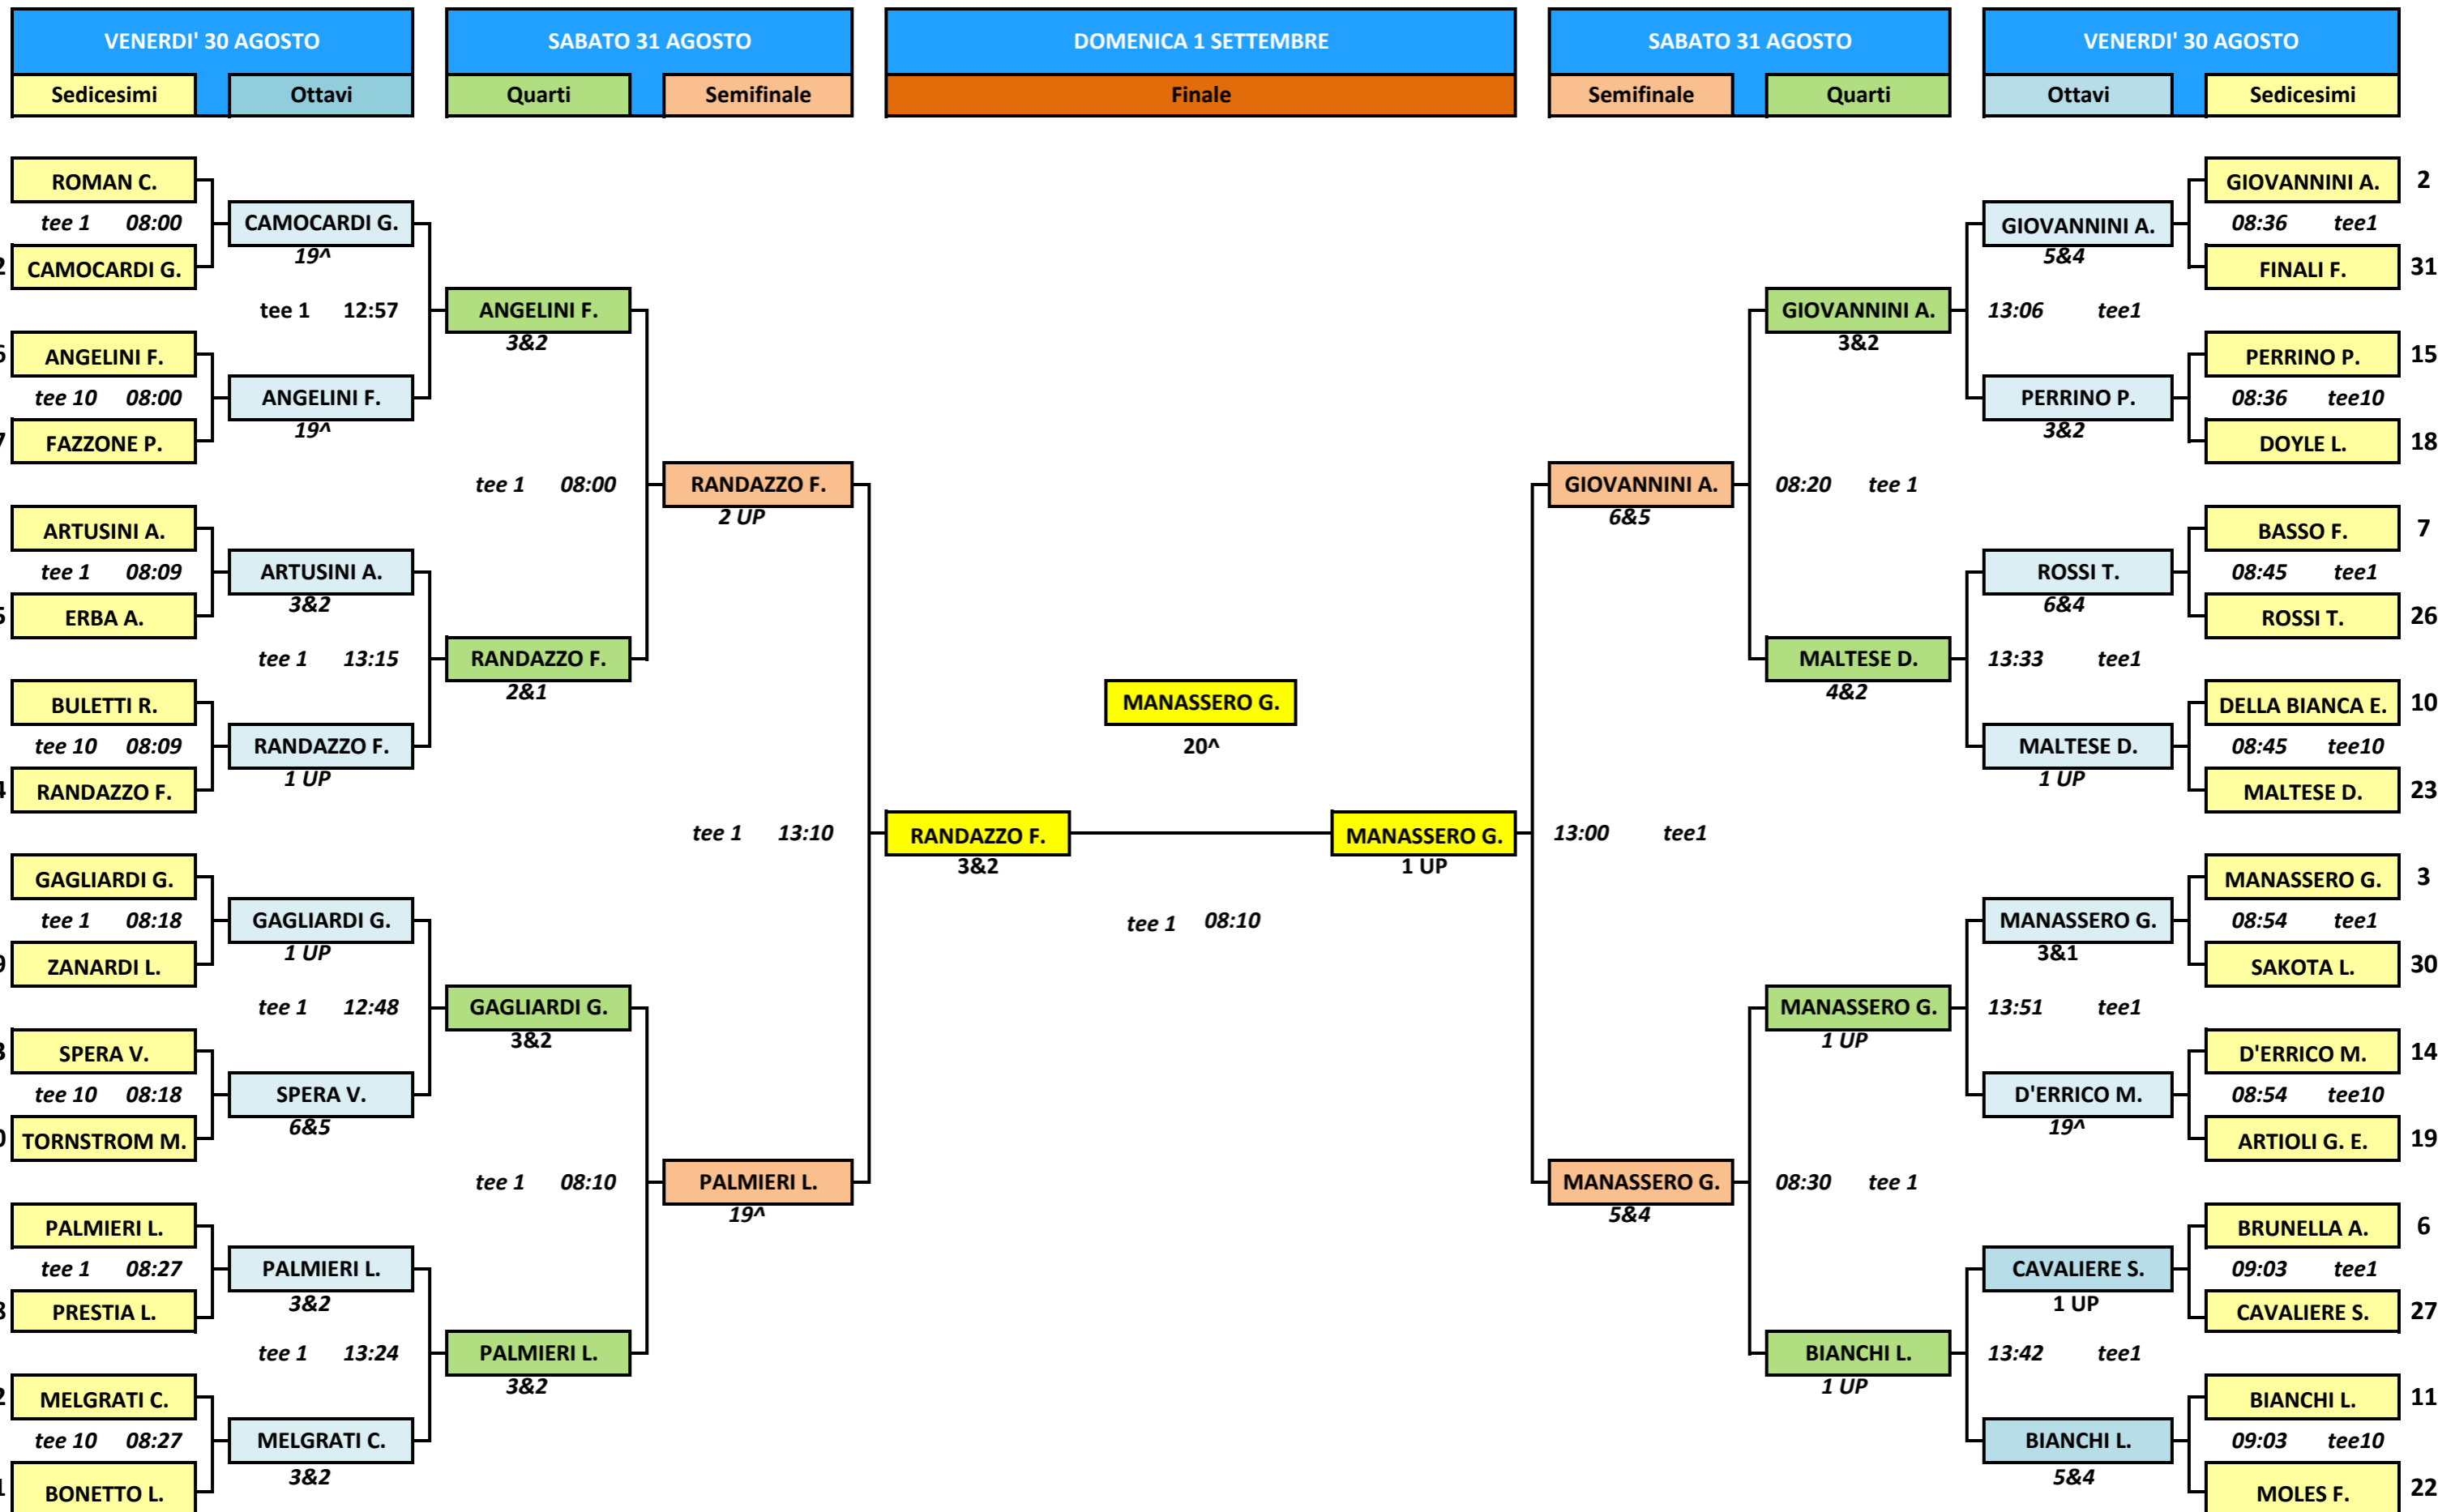 VENERDI' 30 AGOSTO SABATO 31 AGOSTO DOMENICA 1 SETTEMBRE SABATO 31 AGOSTO VENERDI' 30 AGOSTO
Sedicesimi Ottavi Quarti Semifinale Finale Semifinale Quarti Ottavi Sedicesimi
ROMAN C. GIOVANNINI A. 2
tee 1 08:00 CAMOCARDI G. GIOVANNINI A. 08:36 tee1
19^ 5&4
2 CAMOCARDI G. FINALI F. 31
tee 1 12:57 ANGELINI F. GIOVANNINI A. 13:06 tee1
3&2 3&2
6 ANGELINI F. PERRINO P. 15
tee 10 08:00 ANGELINI F. PERRINO P. 08:36 tee10
19^ 3&2
7 FAZZONE P. DOYLE L. 18
tee 1 08:00 RANDAZZO F. GIOVANNINI A. 08:20 tee 1
2 UP 6&5
ARTUSINI A. BASSO F. 7
tee 1 08:09 ARTUSINI A. ROSSI T. 08:45 tee1
3&2 6&4
5 ERBA A. ROSSI T. 26
tee 1 13:15 RANDAZZO F. MALTESE D. 13:33 tee1
2&1 4&2
BULETTI R. MANASSERO G. DELLA BIANCA E. 10
tee 10 08:09 RANDAZZO F. 20^ MALTESE D. 08:45 tee10
1 UP 1 UP
4 RANDAZZO F. MALTESE D. 23
tee 1 13:10 RANDAZZO F. MANASSERO G. 13:00 tee1
3&2 1 UP
GAGLIARDI G. MANASSERO G. 3
tee 1 08:18 GAGLIARDI G. tee 1 08:10 MANASSERO G. 08:54 tee1
1 UP 3&1
9 ZANARDI L. SAKOTA L. 30
tee 1 12:48 GAGLIARDI G. MANASSERO G. 13:51 tee1
3&2 1 UP
3 SPERA V. D'ERRICO M. 14
tee 10 08:18 SPERA V. D'ERRICO M. 08:54 tee10
6&5 19^
0 TORNSTROM M. ARTIOLI G. E. 19
tee 1 08:10 PALMIERI L. MANASSERO G. 08:30 tee 1
19^ 5&4
PALMIERI L. BRUNELLA A. 6
tee 1 08:27 PALMIERI L. CAVALIERE S. 09:03 tee1
3&2 1 UP
8 PRESTIA L. CAVALIERE S. 27
tee 1 13:24 PALMIERI L. BIANCHI L. 13:42 tee1
3&2 1 UP
2 MELGRATI C. BIANCHI L. 11
tee 10 08:27 MELGRATI C. BIANCHI L. 09:03 tee10
3&2 5&4
1 BONETTO L. MOLES F. 22